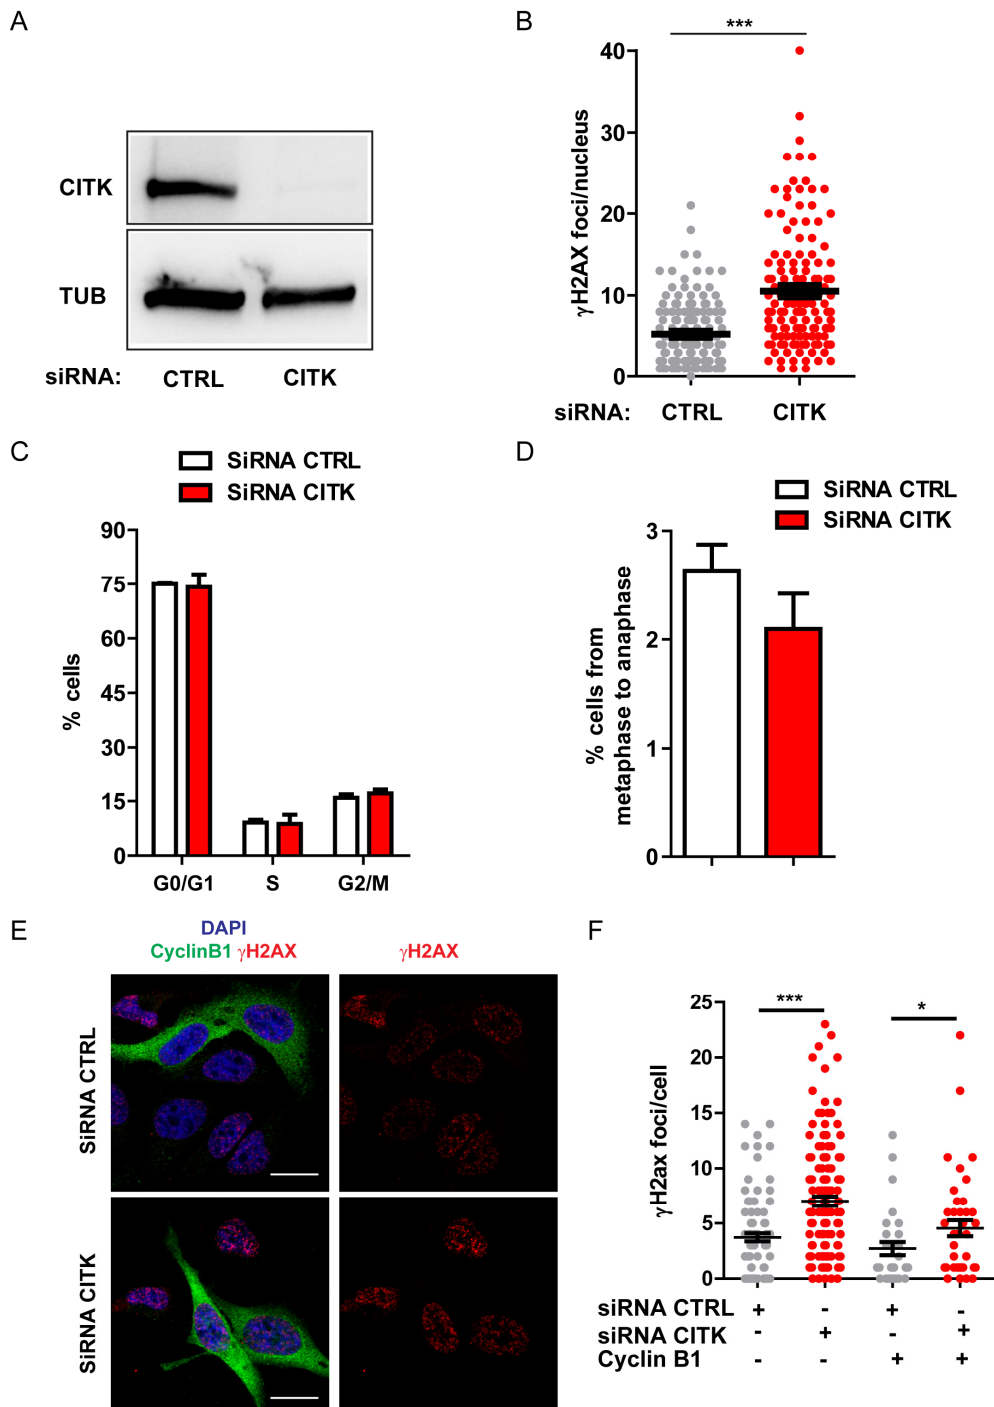 A
CITK
TUB
siRNA: CTRL CITK
B
***
γH2AX foci/nucleus
40
30
20
10
0
siRNA: CTRL CITK
C
SiRNA CTRL
SiRNA CITK
% cells
90
75
60
45
30
15
0
G0/G1 S G2/M
D
SiRNA CTRL
SiRNA CITK
% cells from
metaphase to anaphase
3
2
1
0
E
DAPI
CyclinB1 γH2AX
γH2AX
SiRNA CTRL
SiRNA CITK
F
*** *
γH2ax foci/cell
25
20
15
10
5
0
siRNA CTRL + - + -
siRNA CITK - + - +
Cyclin B1 - - + +